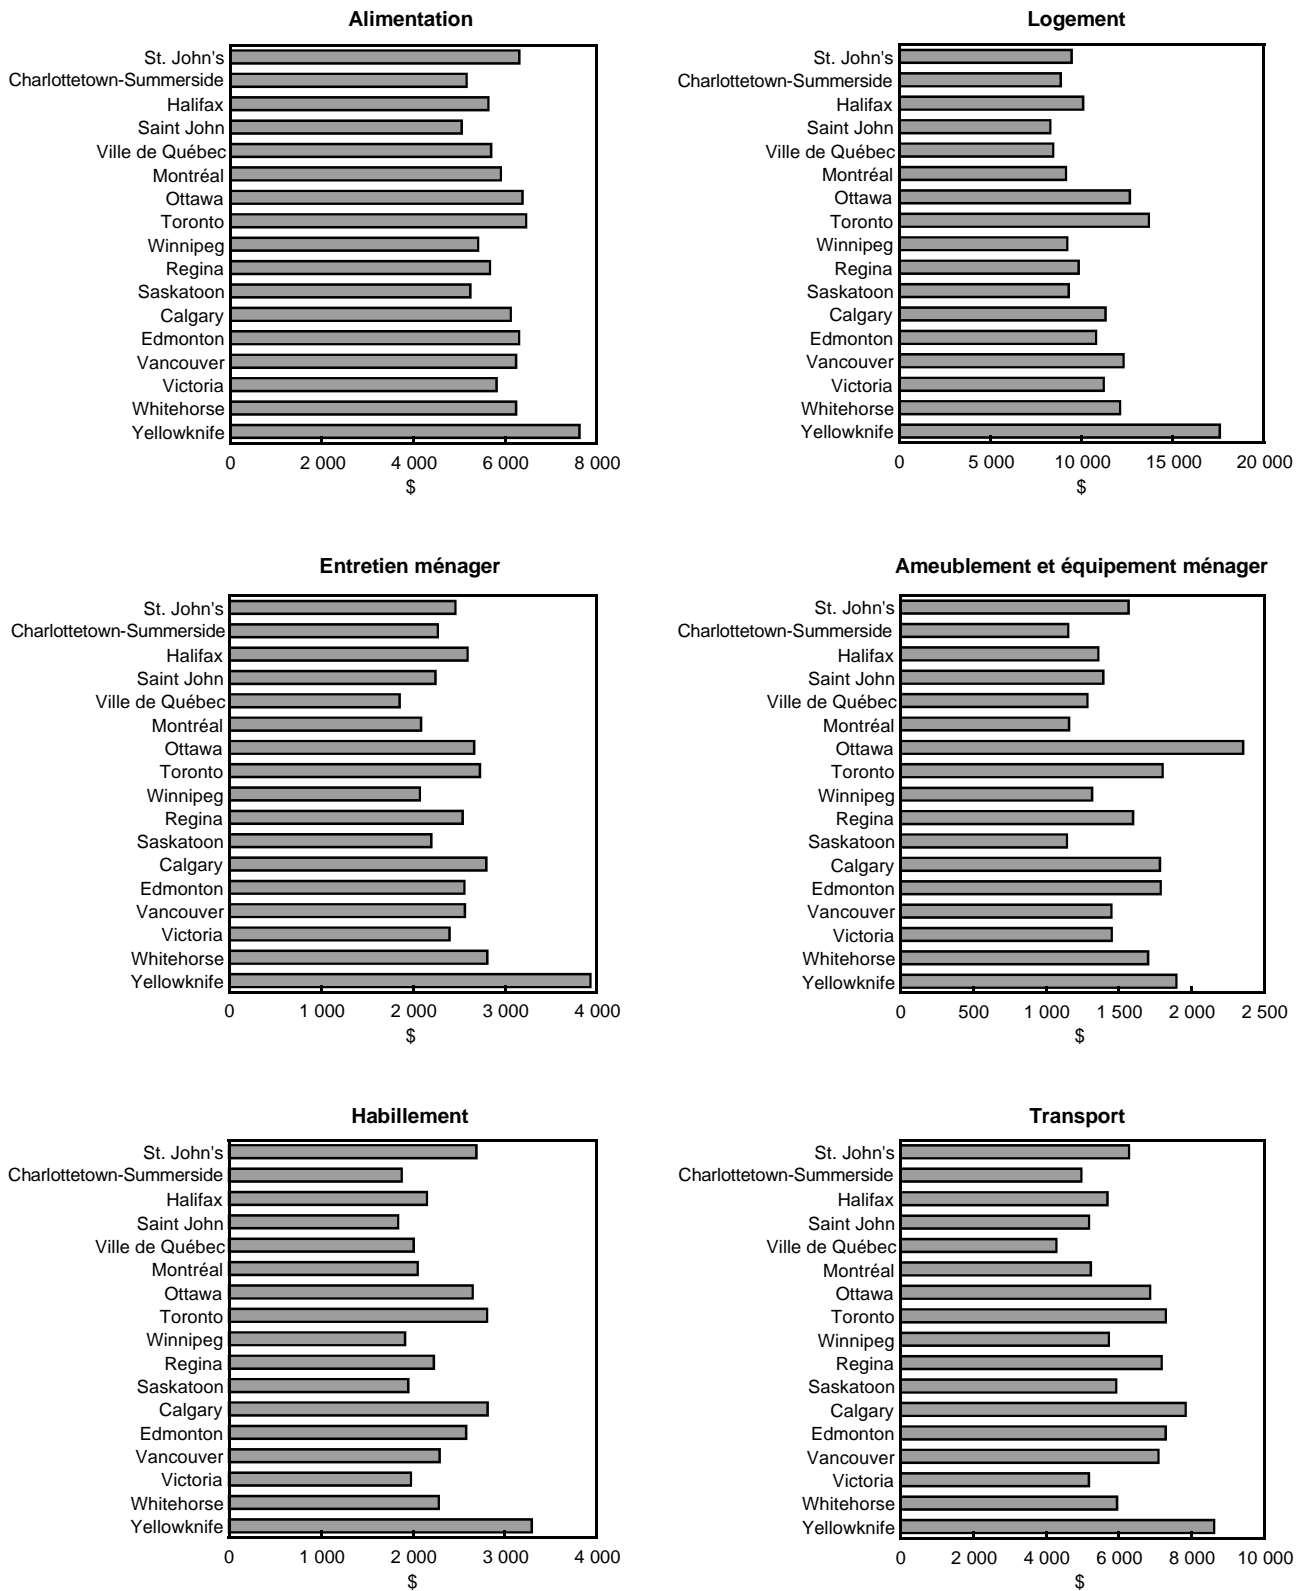 Alimentation
St. John's
Charlottetown-Summerside
Halifax
Saint John
Ville de Québec
Montréal
Ottawa
Toronto
Winnipeg
Regina
Saskatoon
Calgary
Edmonton
Vancouver
Victoria
Whitehorse
Yellowknife
0 2 000 4 000 6 000 8 000
$
Logement
St. John's
Charlottetown-Summerside
Halifax
Saint John
Ville de Québec
Montréal
Ottawa
Toronto
Winnipeg
Regina
Saskatoon
Calgary
Edmonton
Vancouver
Victoria
Whitehorse
Yellowknife
0 5 000 10 000 15 000 20 000
$
Entretien ménager
St. John's
Charlottetown-Summerside
Halifax
Saint John
Ville de Québec
Montréal
Ottawa
Toronto
Winnipeg
Regina
Saskatoon
Calgary
Edmonton
Vancouver
Victoria
Whitehorse
Yellowknife
0 1 000 2 000 3 000 4 000
$
Ameublement et équipement ménager
St. John's
Charlottetown-Summerside
Halifax
Saint John
Ville de Québec
Montréal
Ottawa
Toronto
Winnipeg
Regina
Saskatoon
Calgary
Edmonton
Vancouver
Victoria
Whitehorse
Yellowknife
0 500 1 000 1 500 2 000 2 500
$
Habillement
St. John's
Charlottetown-Summerside
Halifax
Saint John
Ville de Québec
Montréal
Ottawa
Toronto
Winnipeg
Regina
Saskatoon
Calgary
Edmonton
Vancouver
Victoria
Whitehorse
Yellowknife
0 1 000 2 000 3 000 4 000
$
Transport
St. John's
Charlottetown-Summerside
Halifax
Saint John
Ville de Québec
Montréal
Ottawa
Toronto
Winnipeg
Regina
Saskatoon
Calgary
Edmonton
Vancouver
Victoria
Whitehorse
Yellowknife
0 2 000 4 000 6 000 8 000 10 000
$